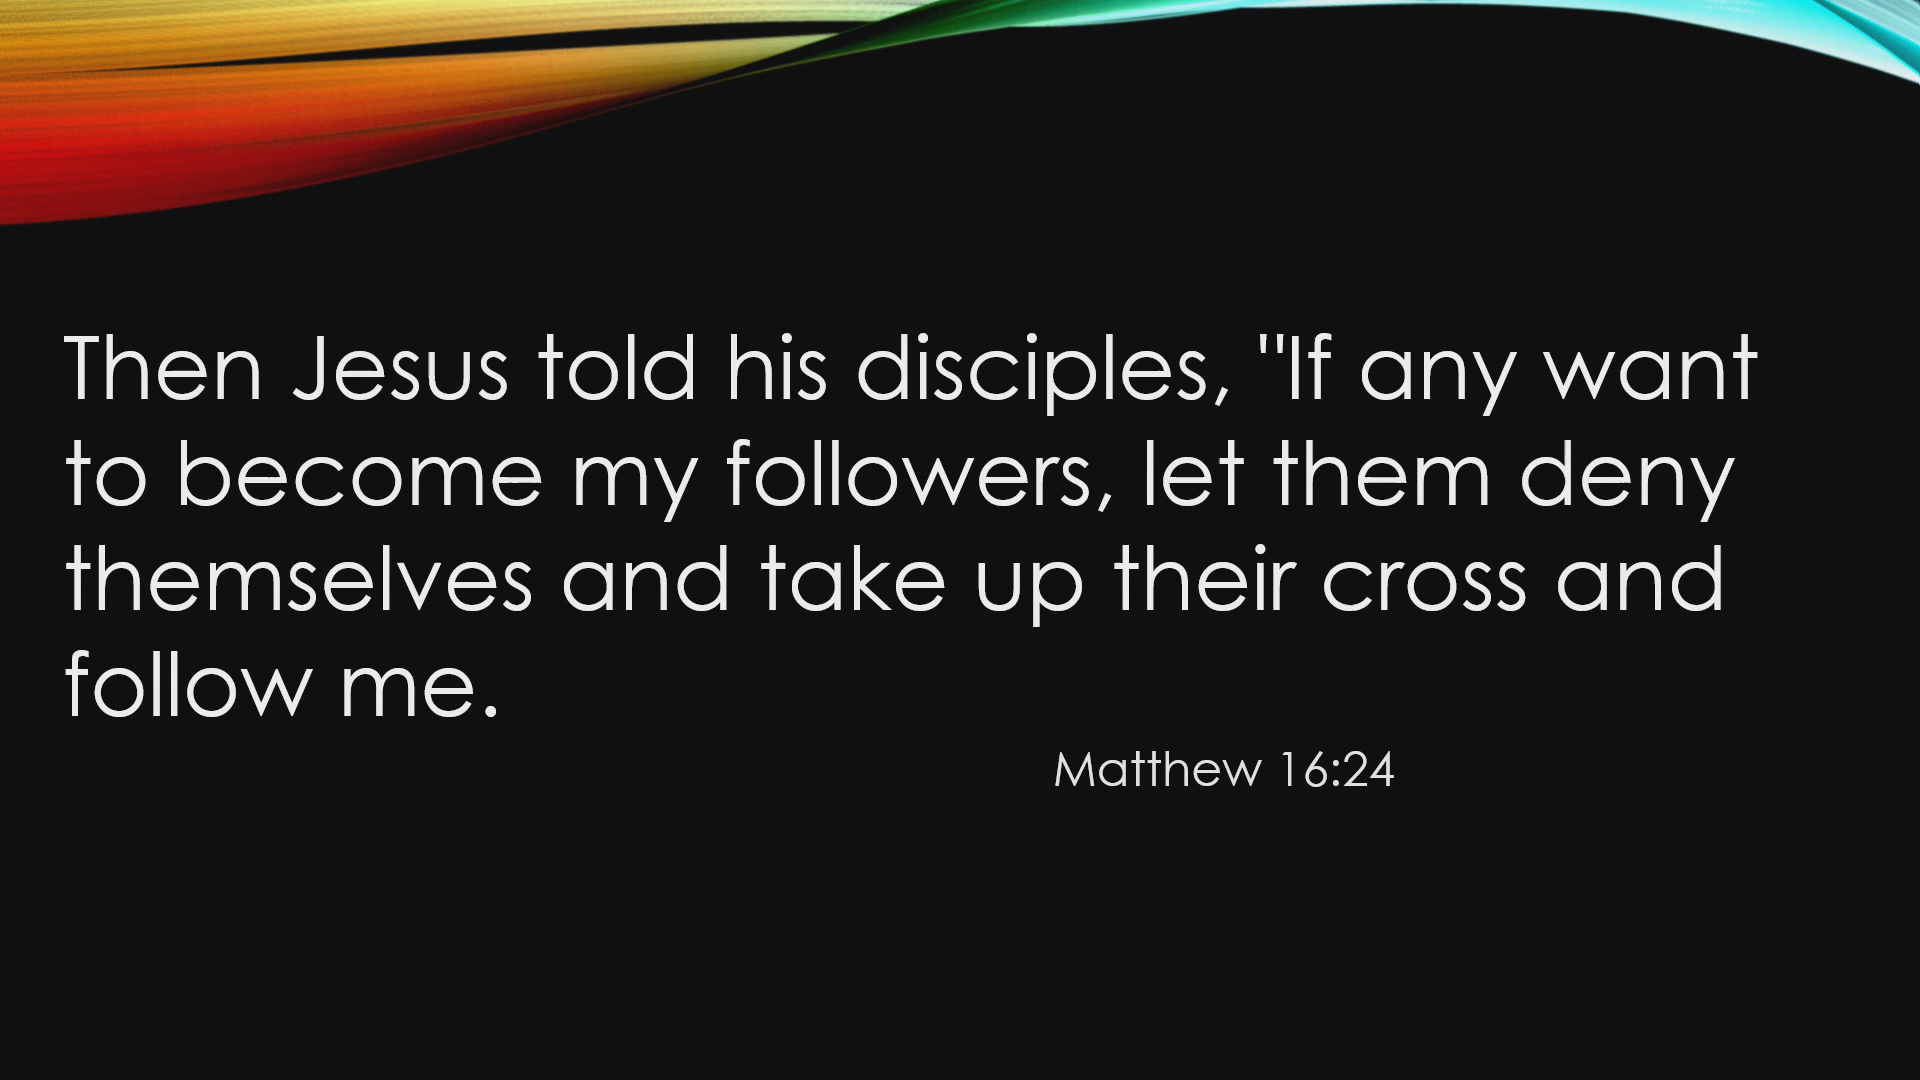 Then Jesus told his disciples, "If any want
to become my followers, let them deny
themselves and take up their cross and
follow me.
Matthew 16:24